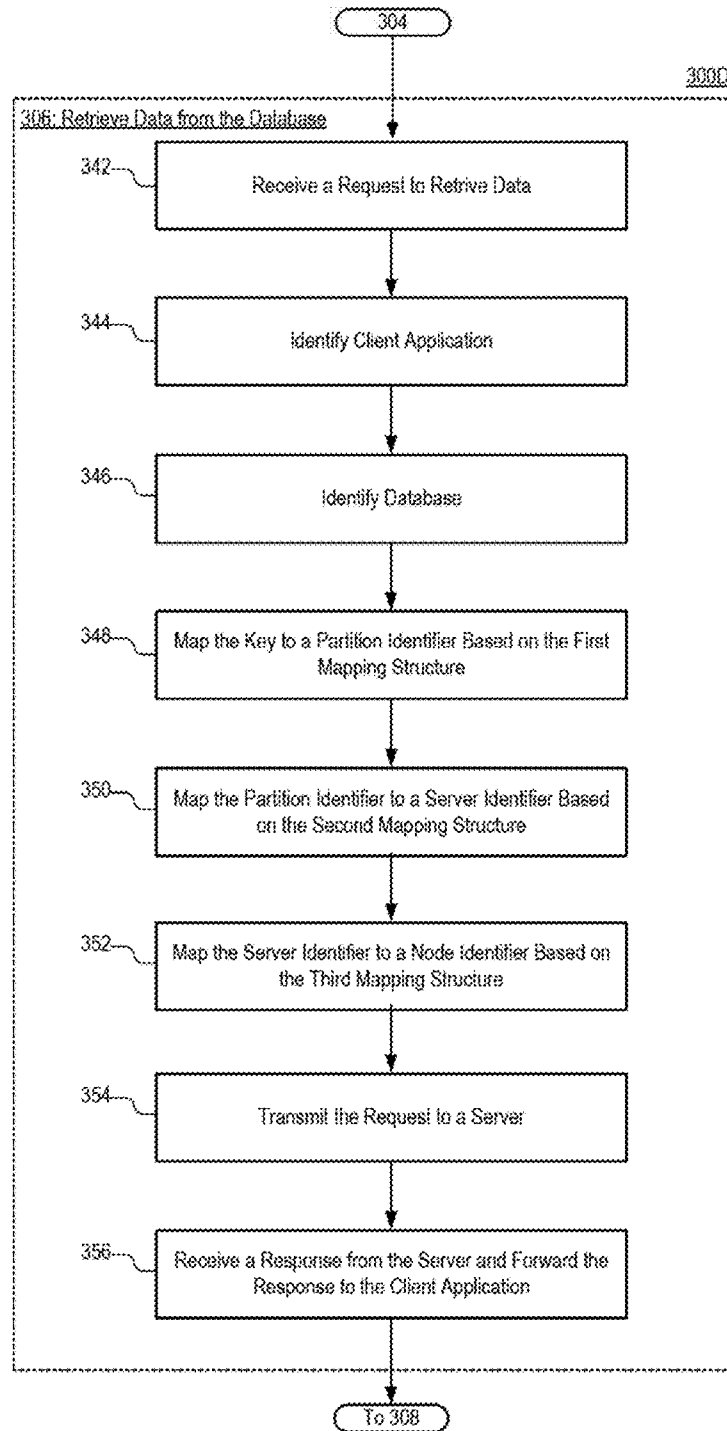 304
300D
306: Retrieve Data from the Database
342
Receive a Request to Retrive Data
344
Identify Client Application
346
Identify Database
348
Map the Key to a Partition Identifier Based on the First
Mapping Structure
350
Map the Partition Identifier to a Server Identifier Based
on the Second Mapping Structure
352
Map the Server Identifier to a Node Identifier Based on
the Third Mapping Structure
354
Transmit the Request to a Server
356
Receive a Response from the Server and Forward the
Response to the Client Application
To 308